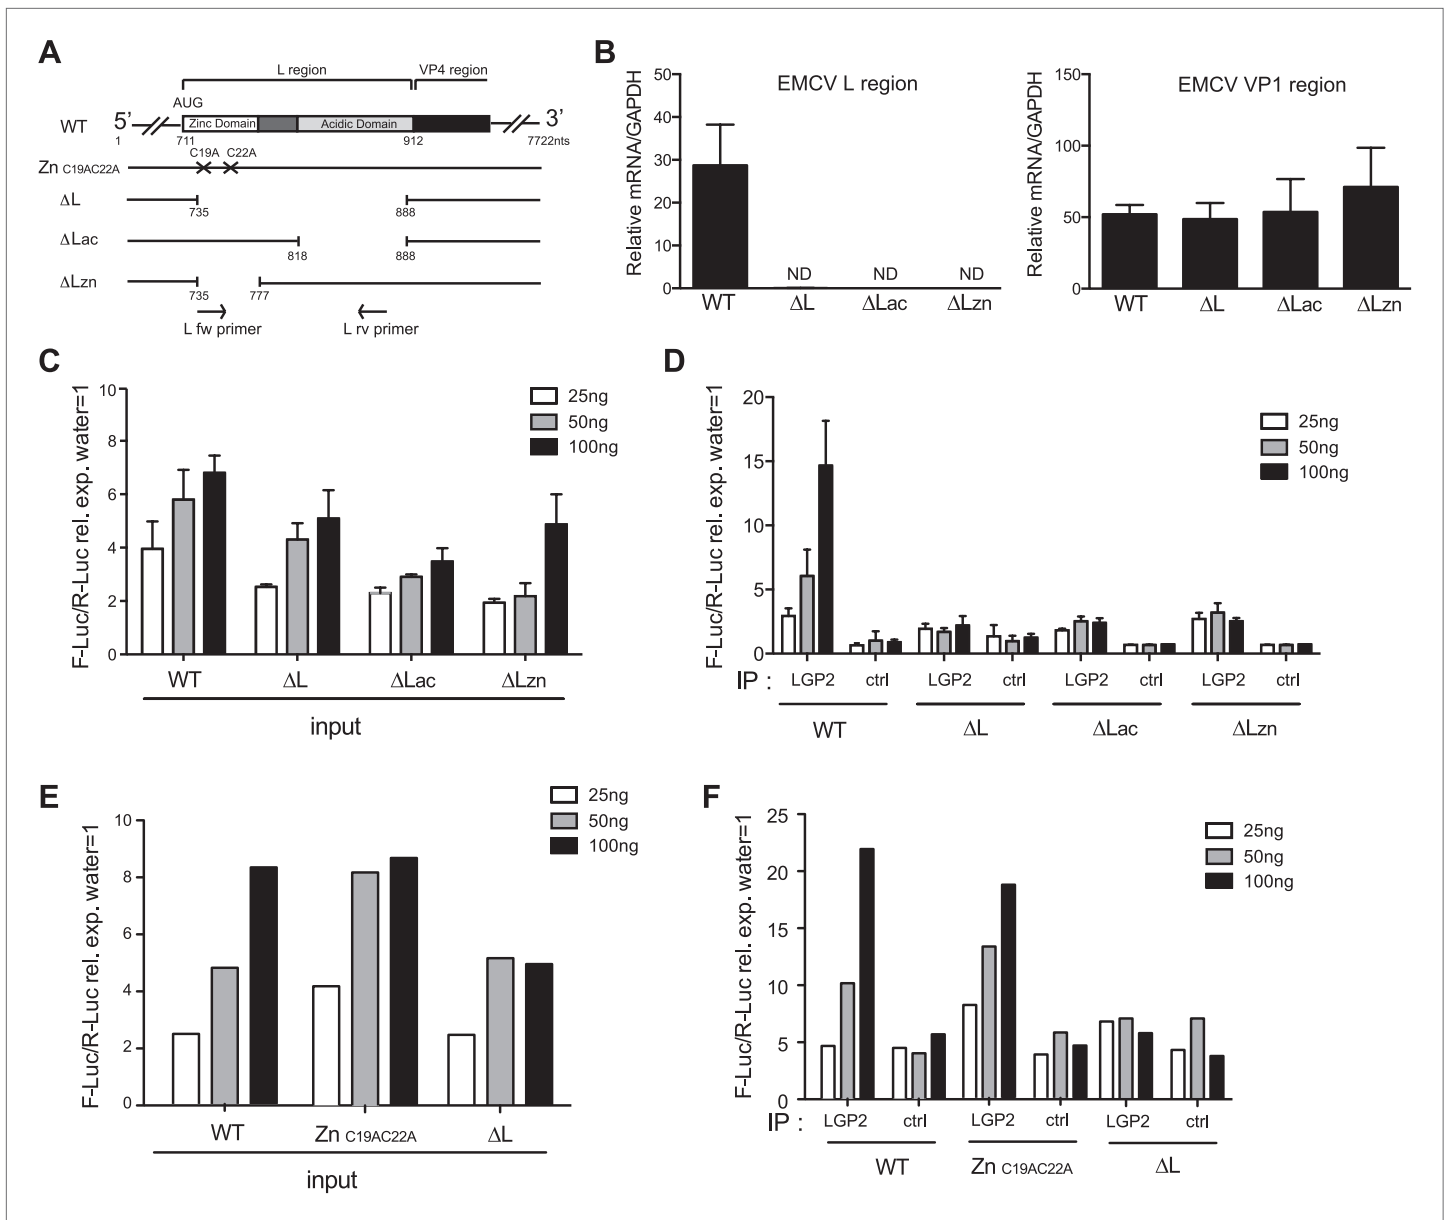 A
L region
VP4 region
AUG
WT
5’
Zinc Domain
Acidic Domain
3’
1
711
912
7722nts
C19A
C22A
Zn C19AC22A
ΔL
735
888
ΔLac
818
888
ΔLzn
735
777
L fw primer
L rv primer
B
EMCV L region
Relative mRNA/GAPDH
50
40
30
20
10
0
ND
ND
ND
WT
ΔL
ΔLac
ΔLzn
EMCV VP1 region
Relative mRNA/GAPDH
150
100
50
0
WT
ΔL
ΔLac
ΔLzn
C
F-Luc/R-Luc rel. exp. water=1
10
8
6
4
2
0
25ng
50ng
100ng
WT
ΔL
ΔLac
ΔLzn
input
D
F-Luc/R-Luc rel. exp. water=1
20
15
10
5
0
25ng
50ng
100ng
IP :
LGP2
ctrl
LGP2
ctrl
LGP2
ctrl
LGP2
ctrl
WT
ΔL
ΔLac
ΔLzn
E
F-Luc/R-Luc rel. exp. water=1
10
8
6
4
2
0
25ng
50ng
100ng
WT
Zn C19AC22A
ΔL
input
F
F-Luc/R-Luc rel. exp. water=1
25
20
15
10
5
0
25ng
50ng
100ng
IP :
LGP2
ctrl
LGP2
ctrl
LGP2
ctrl
WT
Zn C19AC22A
ΔL